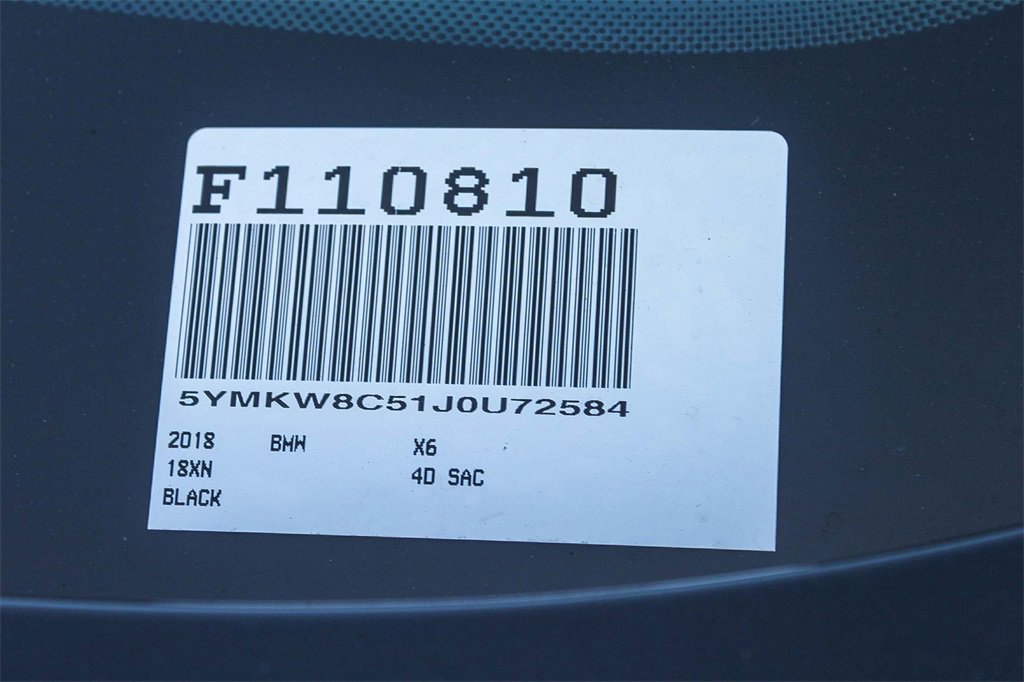 F110810
5YMKW8C51J0U72584
2018 BMW X6
18XN 4D SAC
BLACK